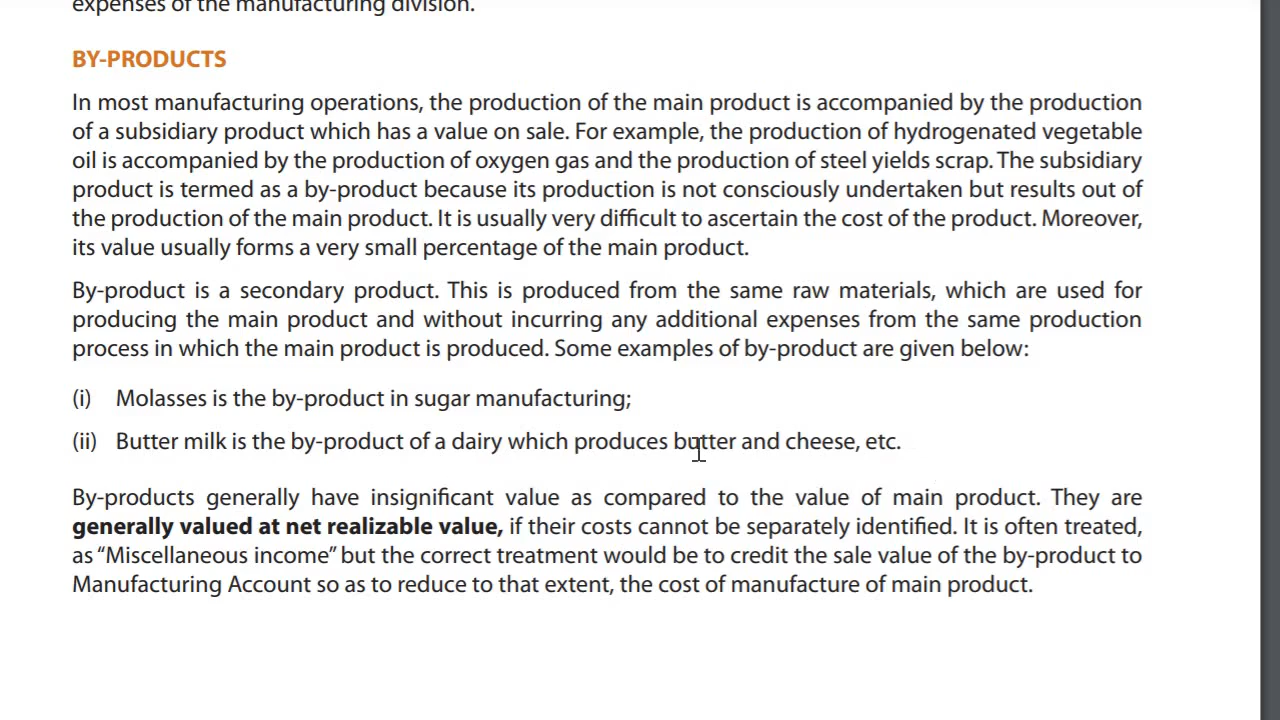 expenses of the manufacturing division.
BY-PRODUCTS
In most manufacturing operations, the production of the main product is accompanied by the production
of a subsidiary product which has a value on sale. For example, the production of hydrogenated vegetable
oil is accompanied by the production of oxygen gas and the production of steel yields scrap. The subsidiary
product is termed as a by-product because its production is not consciously undertaken but results out of
the production of the main product. It is usually very difficult to ascertain the cost of the product. Moreover,
its value usually forms a very small percentage of the main product.
By-product is a secondary product. This is produced from the same raw materials, which are used for
producing the main product and without incurring any additional expenses from the same production
process in which the main product is produced. Some examples of by-product are given below:
(i) Molasses is the by-product in sugar manufacturing;
(ii) Butter milk is the by-product of a dairy which produces butter and cheese, etc.
By-products generally have insignificant value as compared to the value of main product. They are
generally valued at net realizable value, if their costs cannot be separately identified. It is often treated,
as “Miscellaneous income” but the correct treatment would be to credit the sale value of the by-product to
Manufacturing Account so as to reduce to that extent, the cost of manufacture of main product.